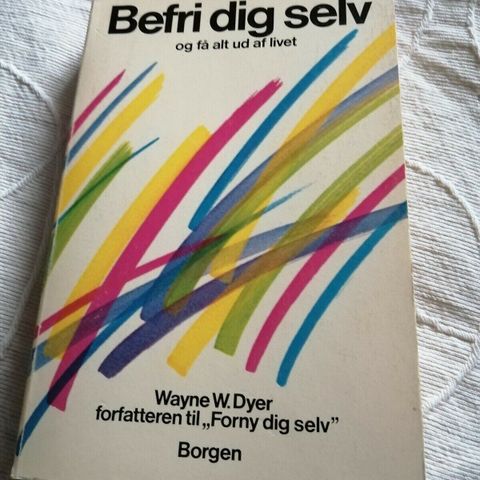 Befri dig selv
og få alt ud af livet
Wayne W. Dyer
forfatteren til „Forny dig selv”
Borgen